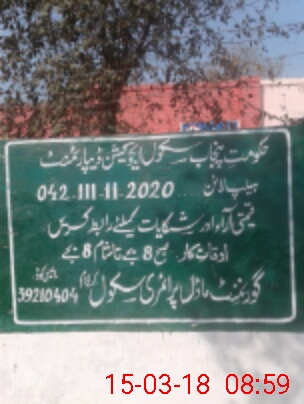 حکومت پنجاب سکول ایجوکیشن ڈیپارٹمنٹ
ہیلپ لائن ... 042-111-11-2020
قیمتی آراء اور شکایات کیلئے رابطہ کریں
اوقات کار۔ صبح 8 بجے تا شام 8 بجے
گورنمنٹ ماڈل پرائمری سکول
39210404
15-03-18 08:59